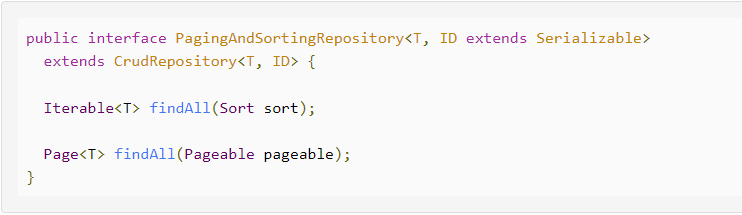 public interface PagingAndSortingRepository<T, ID extends Serializable>
  extends CrudRepository<T, ID> {
  Iterable<T> findAll(Sort sort);
  Page<T> findAll(Pageable pageable);
}